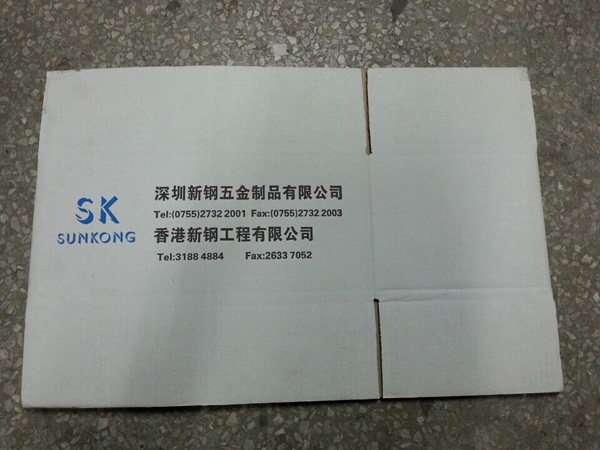 SK
SUNKONG
深圳新钢五金制品有限公司
Tel:(0755)2732 2001 Fax:(0755)2732 2003
香港新钢工程有限公司
Tel:3188 4884 Fax:2633 7052